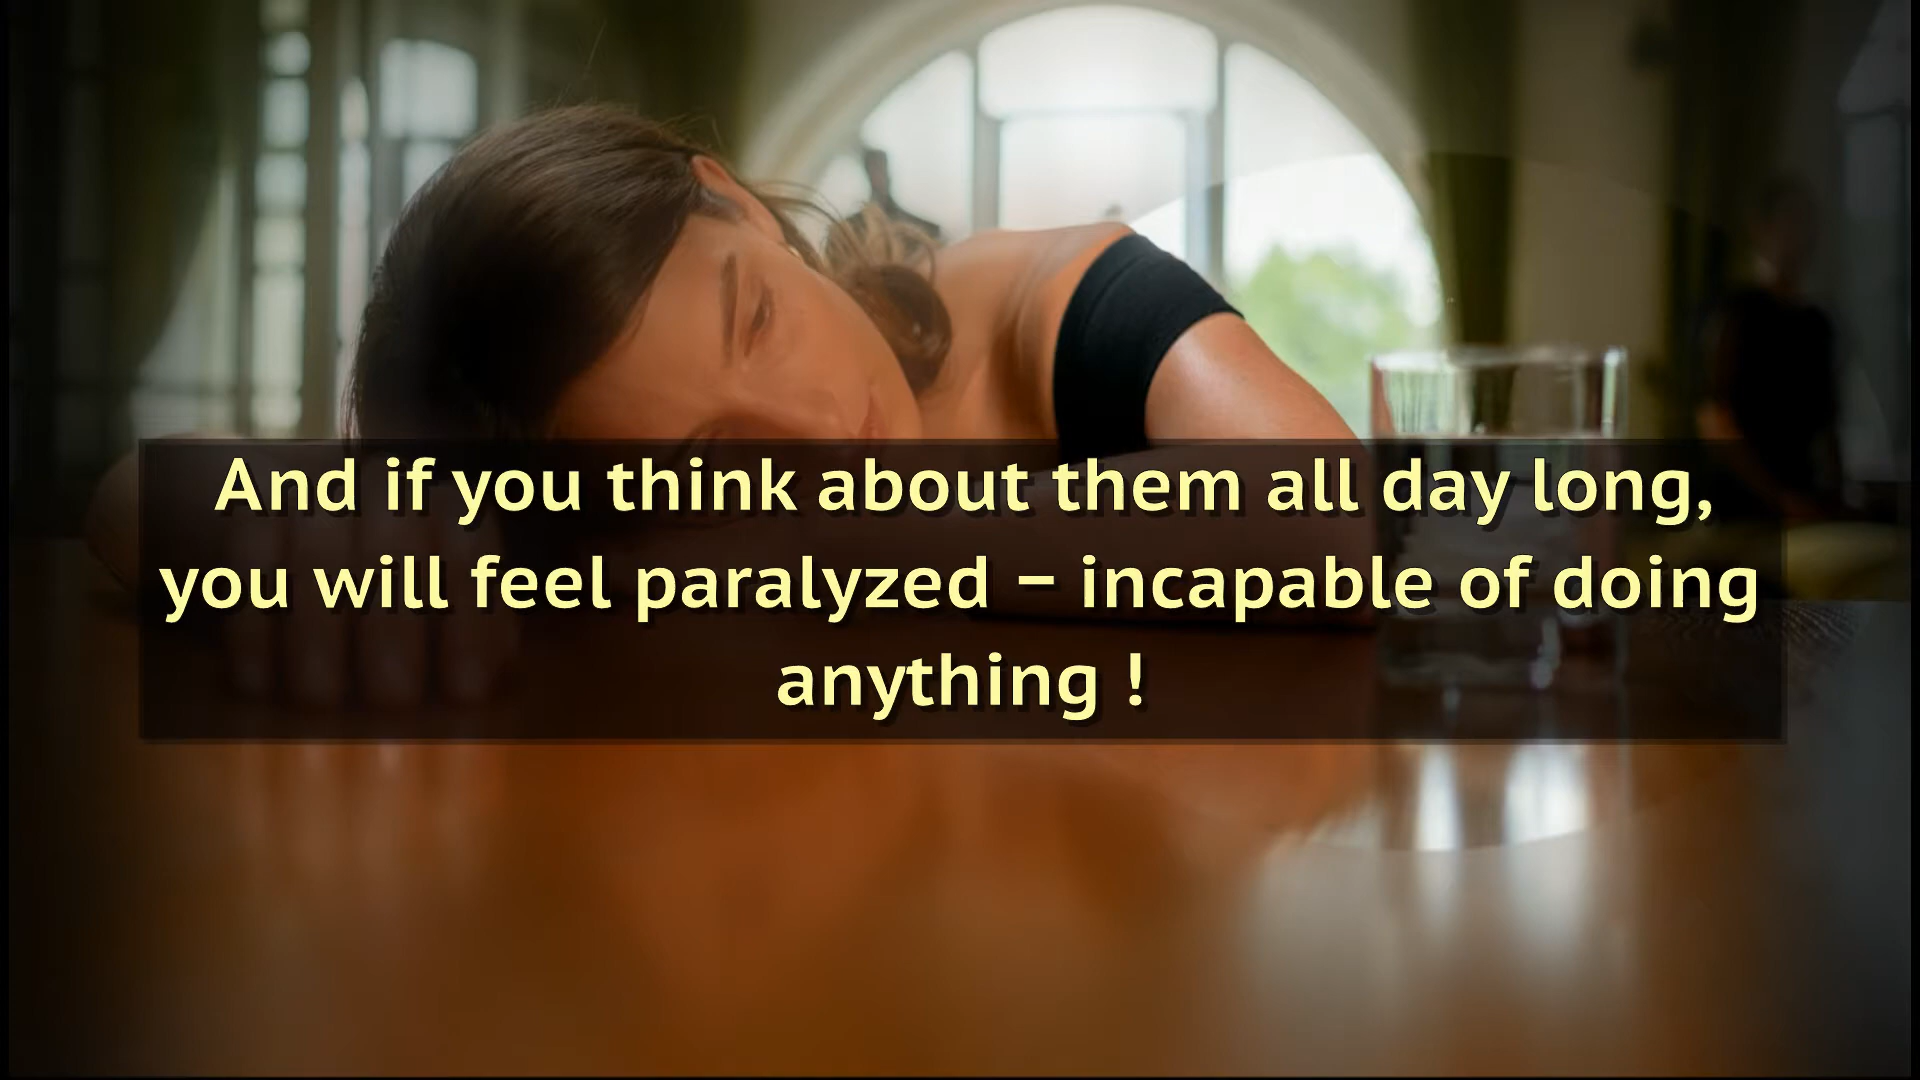 And if you think about them all day long,
you will feel paralyzed – incapable of doing
anything !